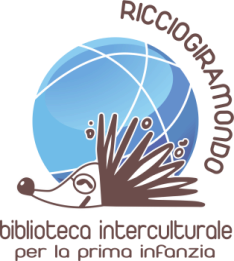 RICCIOGIRAMONDO
biblioteca interculturale
per la prima infanzia